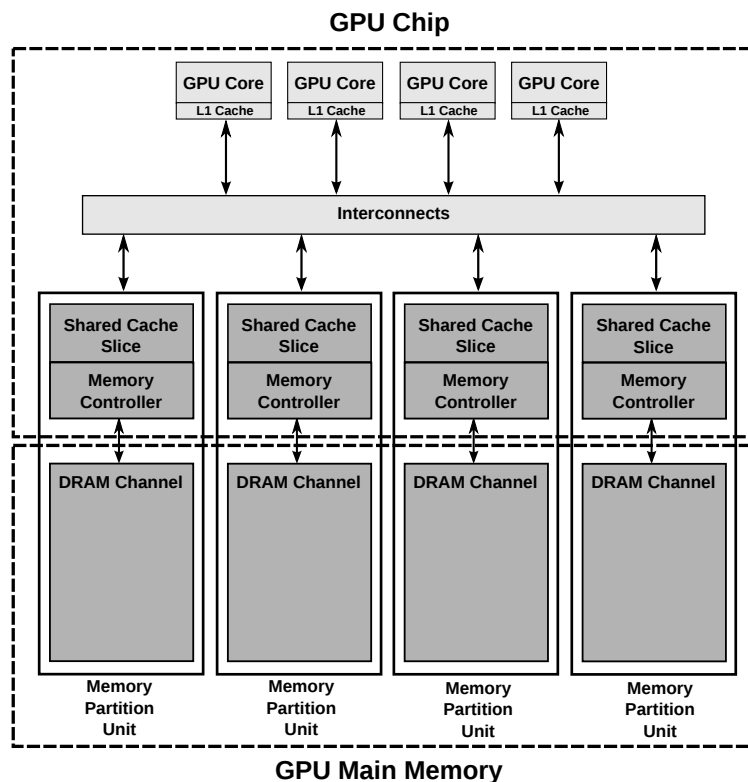 GPU Chip
GPU Core
L1 Cache
GPU Core
L1 Cache
GPU Core
L1 Cache
GPU Core
L1 Cache
Interconnects
Shared Cache
Slice
Memory
Controller
DRAM Channel
Memory
Partition
Unit
Shared Cache
Slice
Memory
Controller
DRAM Channel
Memory
Partition
Unit
Shared Cache
Slice
Memory
Controller
DRAM Channel
Memory
Partition
Unit
Shared Cache
Slice
Memory
Controller
DRAM Channel
Memory
Partition
Unit
GPU Main Memory